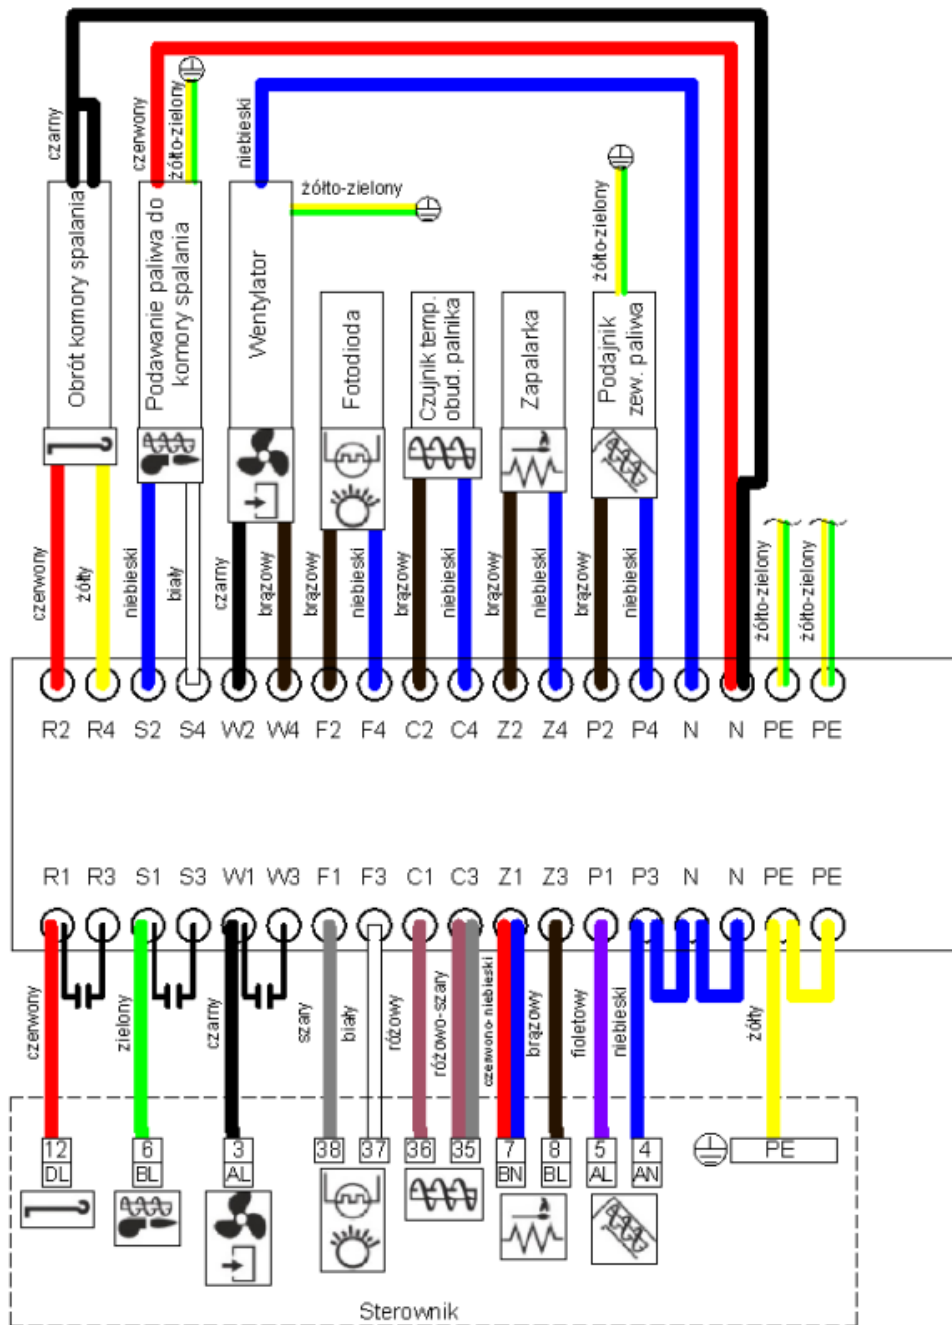 czarny
czerwony
żółto-zielony
niebieski
żółto-zielony
żółto-zielony
Obrót komory spalania
Podawanie paliwa do
komory spalania
Wentylator
Fotodioda
Czujnik temp.
obud. palnika
Zapalarka
Podajnik
zew. paliwa
czerwony
żółty
niebieski
biały
czarny
brązowy
brązowy
niebieski
brązowy
niebieski
brązowy
niebieski
brązowy
niebieski
żółto-zielony
żółto-zielony
R2 R4 S2 S4 W2 W4 F2 F4 C2 C4 Z2 Z4 P2 P4 N N PE PE
R1 R3 S1 S3 W1 W3 F1 F3 C1 C3 Z1 Z3 P1 P3 N N PE PE
czerwony
zielony
czarny
szary
biały
różowy
różowo-szary
czerwono-niebieski
brązowy
fioletowy
niebieski
żółty
12 6 3 38 37 36 35 7 8 5 4 PE
DL BL AL BN BL AL AN
Sterownik